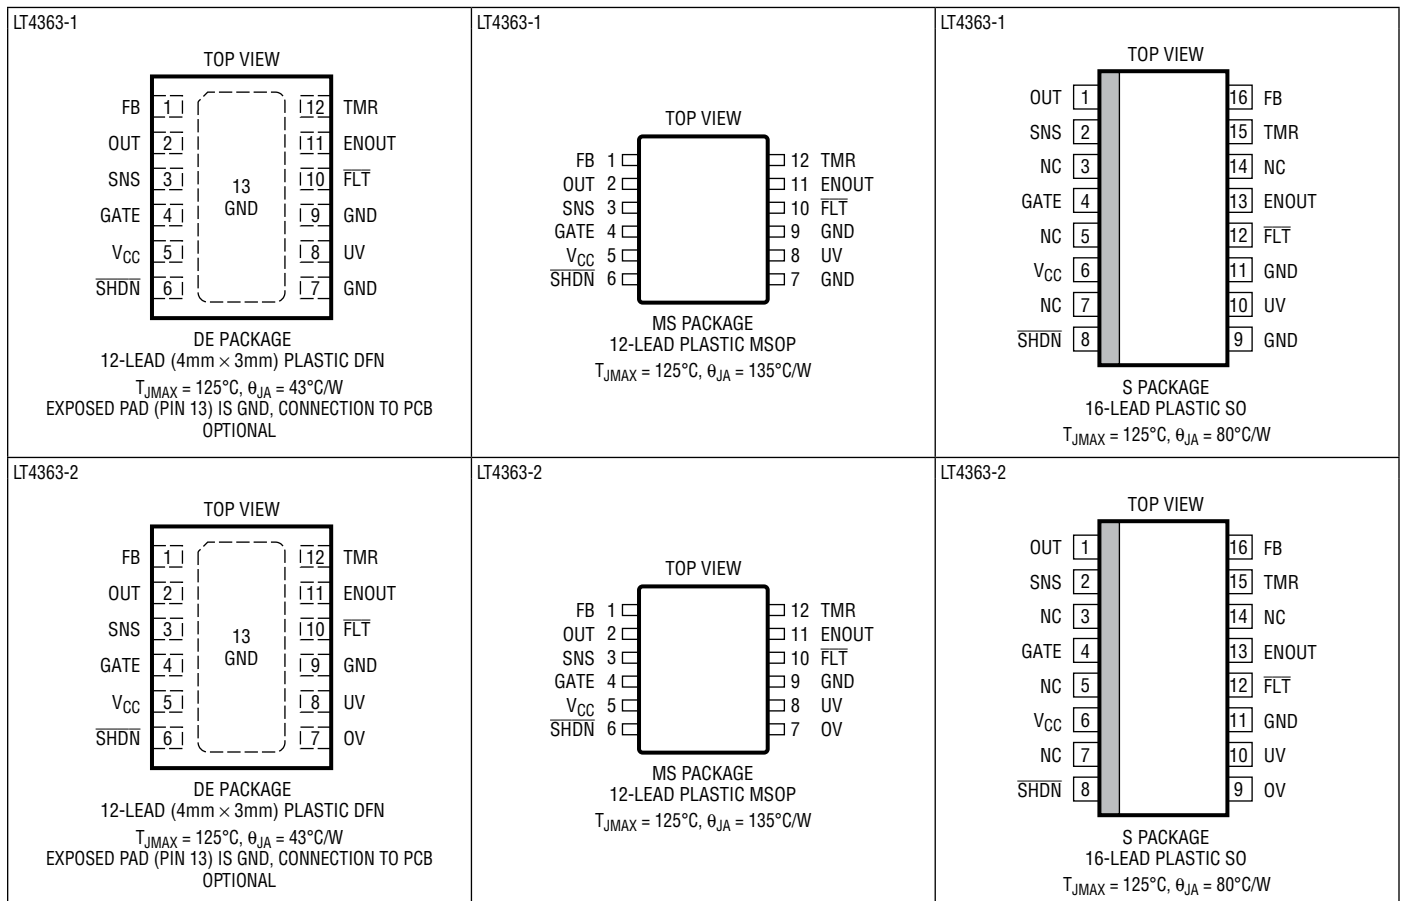 LT4363-1
TOP VIEW
FB 1 12 TMR
OUT 2 11 ENOUT
SNS 3 10 FLT
13
GND
GATE 4 9 GND
VCC 5 8 UV
SHDN 6 7 GND
DE PACKAGE
12-LEAD (4mm × 3mm) PLASTIC DFN
TJMAX = 125°C, θJA = 43°C/W
EXPOSED PAD (PIN 13) IS GND, CONNECTION TO PCB
OPTIONAL
LT4363-1
TOP VIEW
FB 1 12 TMR
OUT 2 11 ENOUT
SNS 3 10 FLT
GATE 4 9 GND
VCC 5 8 UV
SHDN 6 7 GND
MS PACKAGE
12-LEAD PLASTIC MSOP
TJMAX = 125°C, θJA = 135°C/W
LT4363-1
TOP VIEW
OUT 1 16 FB
SNS 2 15 TMR
NC 3 14 NC
GATE 4 13 ENOUT
NC 5 12 FLT
VCC 6 11 GND
NC 7 10 UV
SHDN 8 9 GND
S PACKAGE
16-LEAD PLASTIC SO
TJMAX = 125°C, θJA = 80°C/W
LT4363-2
TOP VIEW
FB 1 12 TMR
OUT 2 11 ENOUT
SNS 3 10 FLT
13
GND
GATE 4 9 GND
VCC 5 8 UV
SHDN 6 7 OV
DE PACKAGE
12-LEAD (4mm × 3mm) PLASTIC DFN
TJMAX = 125°C, θJA = 43°C/W
EXPOSED PAD (PIN 13) IS GND, CONNECTION TO PCB
OPTIONAL
LT4363-2
TOP VIEW
FB 1 12 TMR
OUT 2 11 ENOUT
SNS 3 10 FLT
GATE 4 9 GND
VCC 5 8 UV
SHDN 6 7 OV
MS PACKAGE
12-LEAD PLASTIC MSOP
TJMAX = 125°C, θJA = 135°C/W
LT4363-2
TOP VIEW
OUT 1 16 FB
SNS 2 15 TMR
NC 3 14 NC
GATE 4 13 ENOUT
NC 5 12 FLT
VCC 6 11 GND
NC 7 10 UV
SHDN 8 9 OV
S PACKAGE
16-LEAD PLASTIC SO
TJMAX = 125°C, θJA = 80°C/W